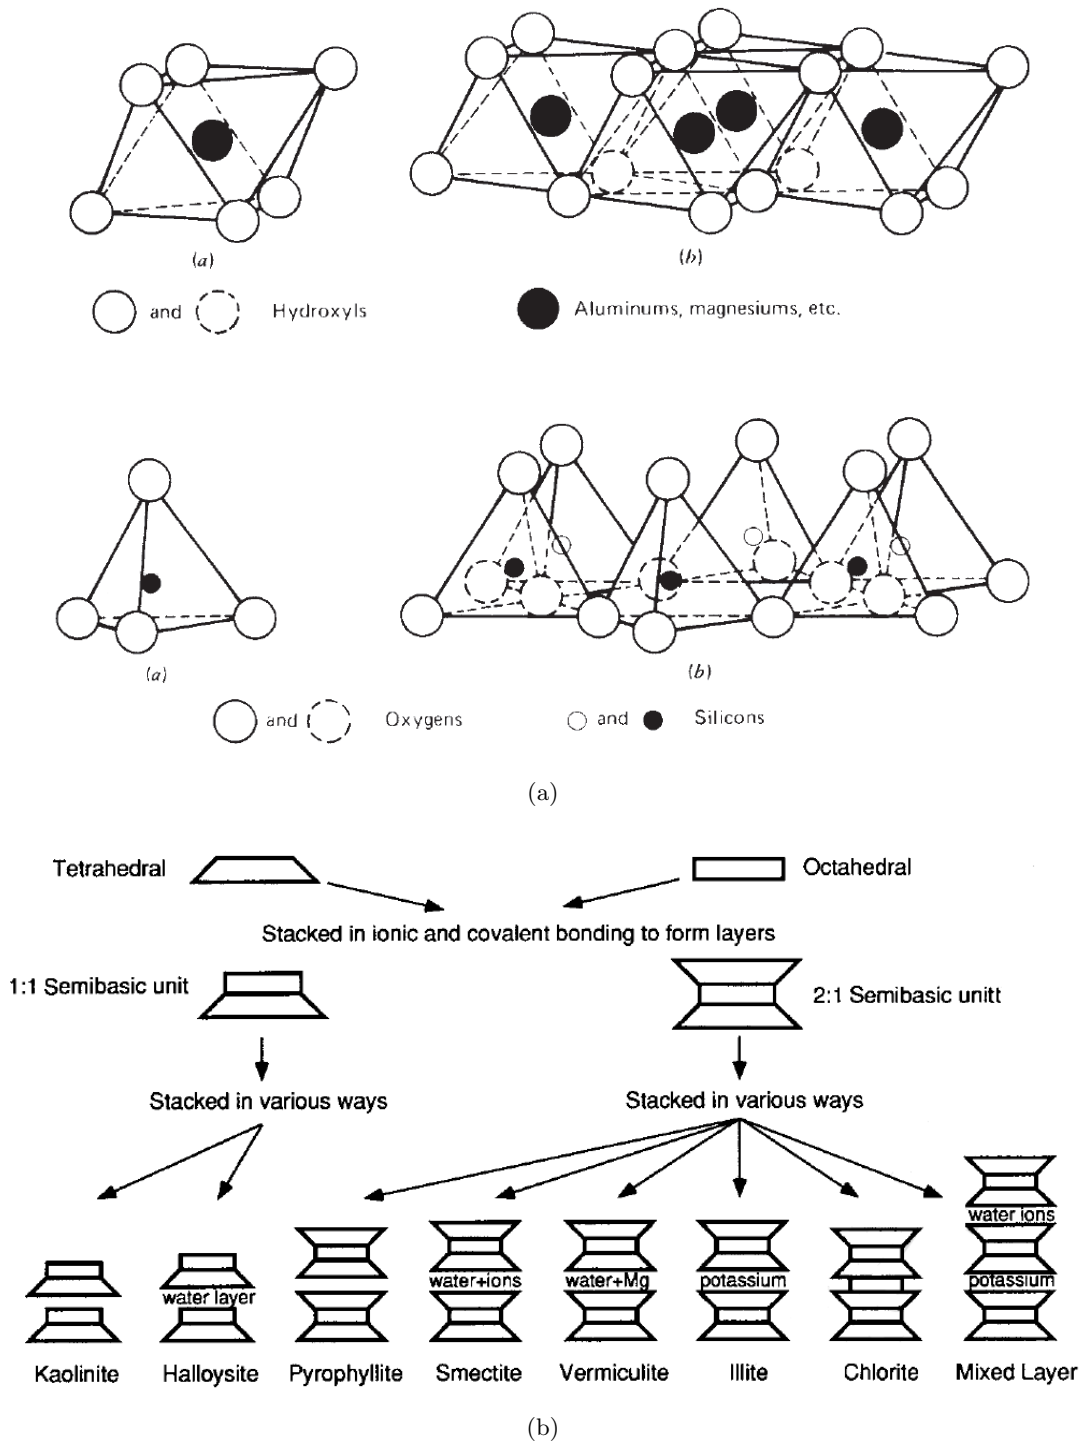 (a)
(b)
and Hydroxyls
Aluminums, magnesiums, etc.
(a)
(b)
and Oxygens
and Silicons
(a)
Tetrahedral
Octahedral
Stacked in ionic and covalent bonding to form layers
1:1 Semibasic unit
2:1 Semibasic unitt
Stacked in various ways
Stacked in various ways
water ions
water+ions
water+Mg
potassium
potassium
water layer
Kaolinite
Halloysite
Pyrophyllite
Smectite
Vermiculite
Illite
Chlorite
Mixed Layer
(b)